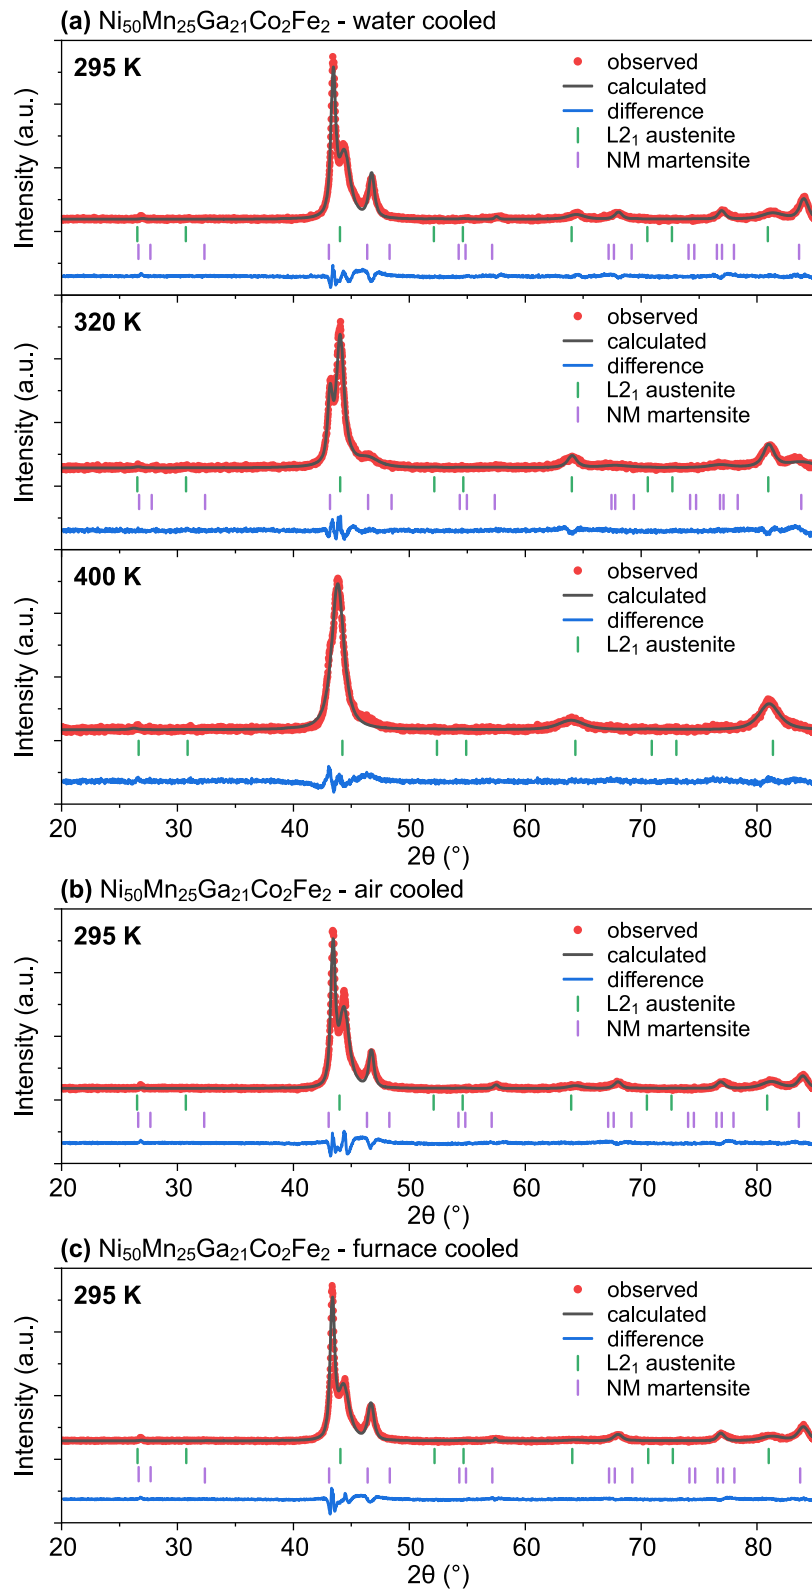 (a) Ni₅₀Mn₂₅Ga₂₁Co₂Fe₂ - water cooled
295 K
observed
calculated
difference
L2₁ austenite
NM martensite
Intensity (a.u.)
320 K
observed
calculated
difference
L2₁ austenite
NM martensite
Intensity (a.u.)
400 K
observed
calculated
difference
L2₁ austenite
Intensity (a.u.)
20 30 40 50 60 70 80
2θ (°)
(b) Ni₅₀Mn₂₅Ga₂₁Co₂Fe₂ - air cooled
295 K
observed
calculated
difference
L2₁ austenite
NM martensite
Intensity (a.u.)
20 30 40 50 60 70 80
2θ (°)
(c) Ni₅₀Mn₂₅Ga₂₁Co₂Fe₂ - furnace cooled
295 K
observed
calculated
difference
L2₁ austenite
NM martensite
Intensity (a.u.)
20 30 40 50 60 70 80
2θ (°)